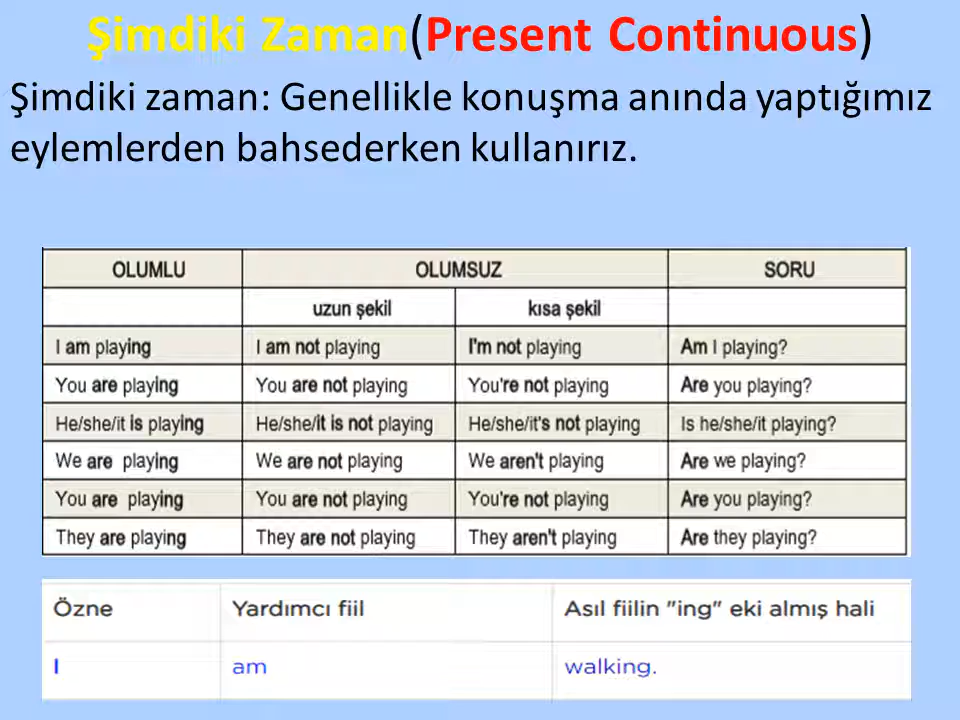 Şimdiki Zaman(Present Continuous)
Şimdiki zaman: Genellikle konuşma anında yaptığımız
eylemlerden bahsederken kullanırız.
OLUMLU OLUMSUZ SORU
uzun şekil kısa şekil
I am playing I am not playing I'm not playing Am I playing?
You are playing You are not playing You're not playing Are you playing?
He/she/it is playing He/she/it is not playing He/she/it's not playing Is he/she/it playing?
We are playing We are not playing We aren't playing Are we playing?
You are playing You are not playing You're not playing Are you playing?
They are playing They are not playing They aren't playing Are they playing?
Özne Yardımcı fiil Asıl fiilin "ing" eki almış hali
I am walking.